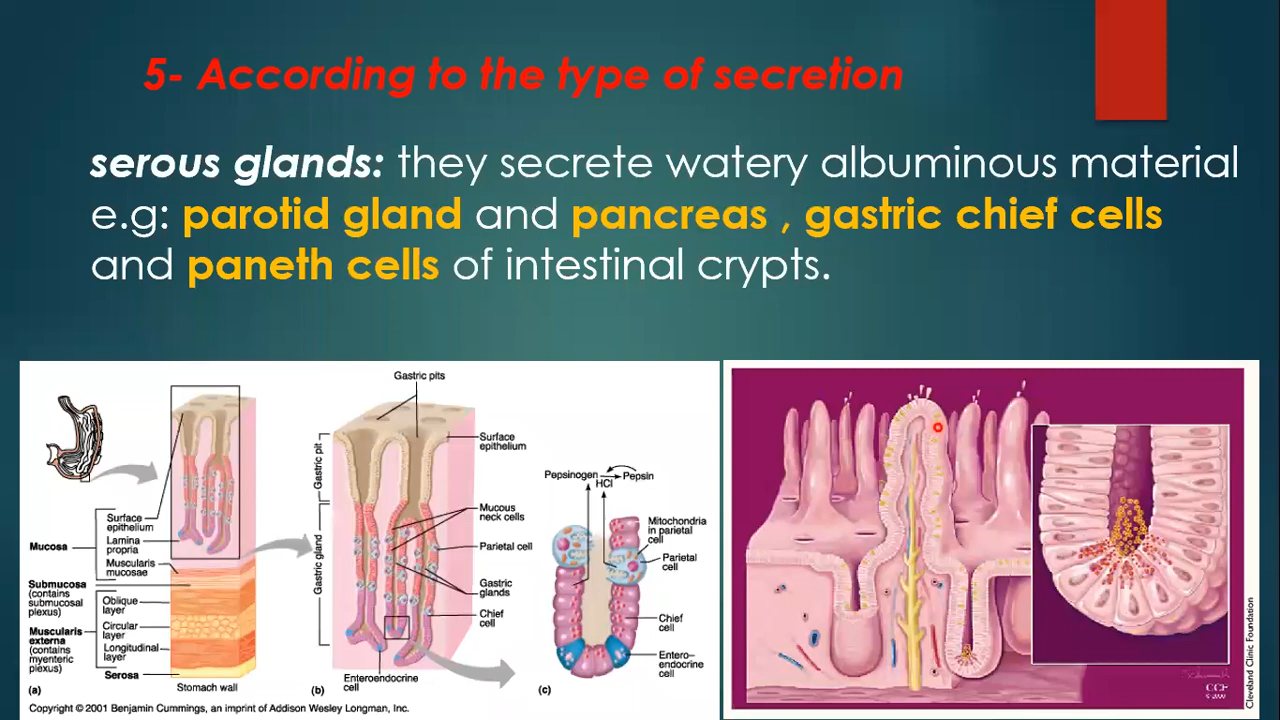 5- According to the type of secretion
serous glands: they secrete watery albuminous material
e.g: parotid gland and pancreas , gastric chief cells
and paneth cells of intestinal crypts.
Surface
epithelium
Lamina
propria
Mucosa
Muscularis
mucosae
Submucosa
(contains
submucosal
plexus)
Oblique
layer
Muscularis
externa
(contains
myenteric
plexus)
Circular
layer
Longitudinal
layer
Serosa
Stomach wall
(a)
Gastric pits
Gastric pit
Gastric gland
Surface
epithelium
Mucous
neck cells
Parietal cell
Gastric
glands
Chief
cell
Enteroendocrine
cell
(b)
Pepsinogen
Pepsin
HCl
Mitochondria
in parietal
cell
Parietal
cell
Chief
cell
Entero-
endocrine
cell
(c)
Copyright © 2001 Benjamin Cummings, an imprint of Addison Wesley Longman, Inc.
CCF
© 2000
Cleveland Clinic Foundation